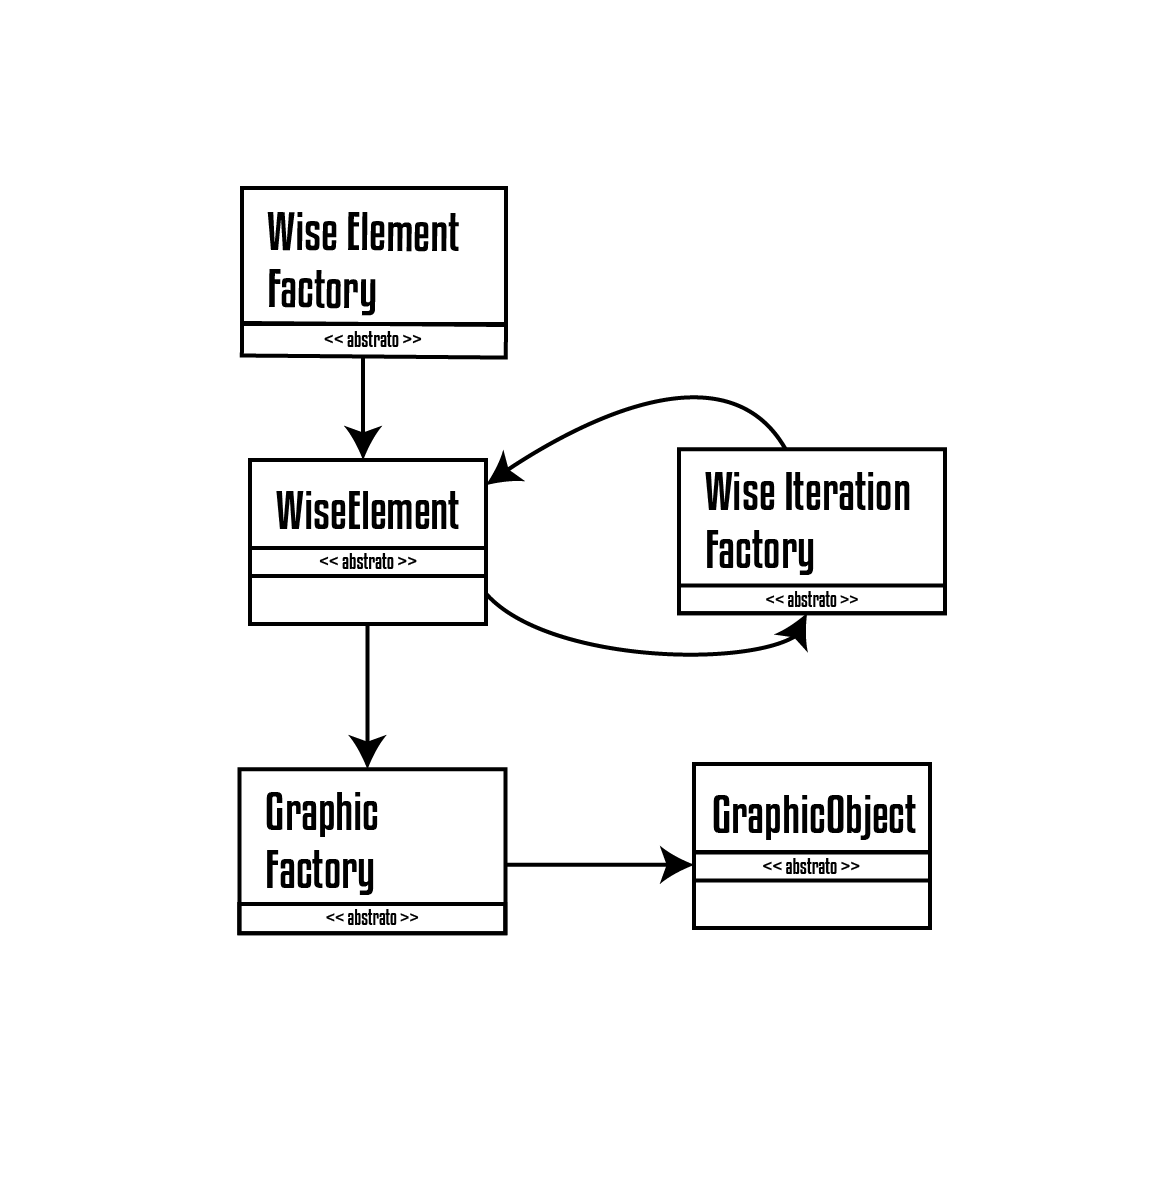 Wise Element
Factory
<< abstrato >>
WiseElement
<< abstrato >>
Wise Iteration
Factory
<< abstrato >>
Graphic
Factory
<< abstrato >>
GraphicObject
<< abstrato >>